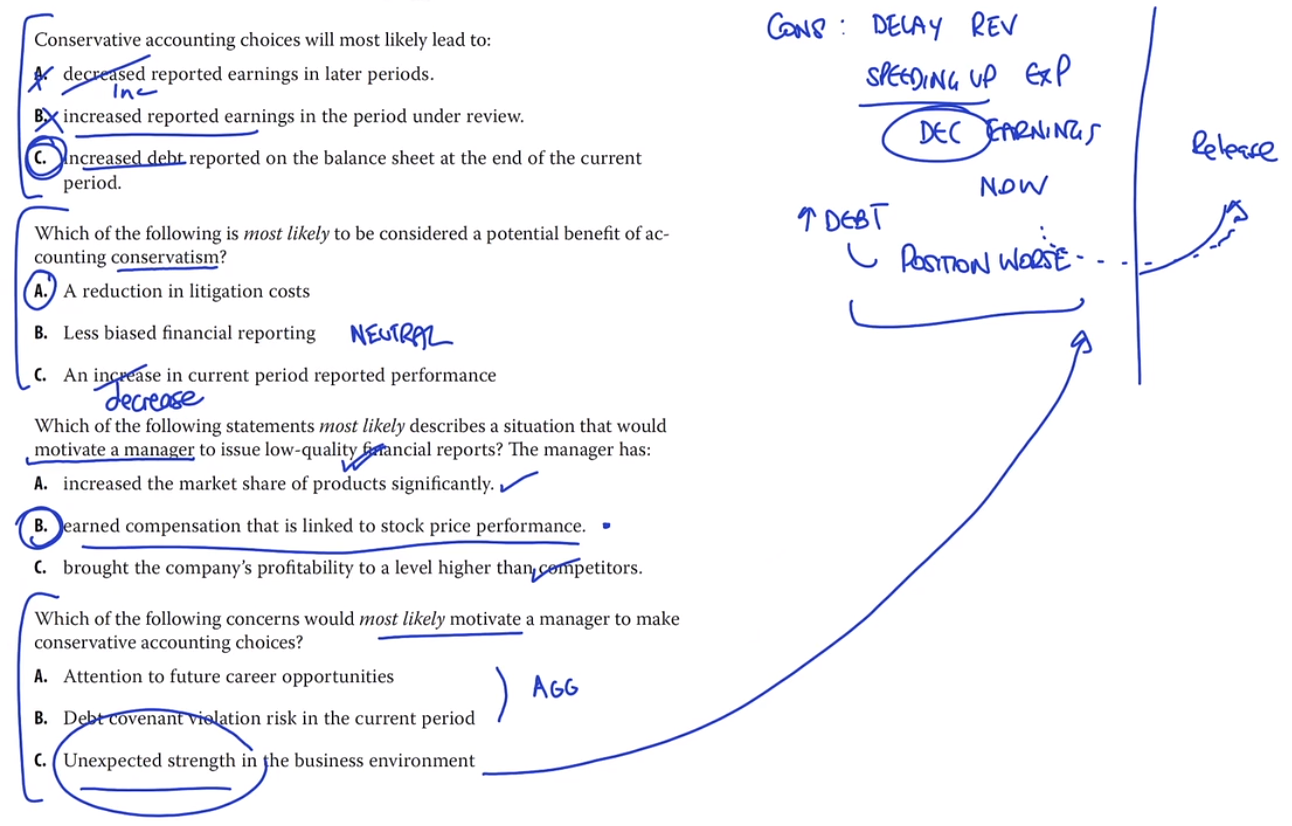 Conservative accounting choices will most likely lead to:
A. decreased reported earnings in later periods.
Inc
B. increased reported earnings in the period under review.
C. increased debt reported on the balance sheet at the end of the current
period.
Which of the following is most likely to be considered a potential benefit of ac-
counting conservatism?
A. A reduction in litigation costs
B. Less biased financial reporting NEUTRAL
C. An increase in current period reported performance
decrease
Which of the following statements most likely describes a situation that would
motivate a manager to issue low-quality financial reports? The manager has:
A. increased the market share of products significantly.
B. earned compensation that is linked to stock price performance.
C. brought the company's profitability to a level higher than competitors.
Which of the following concerns would most likely motivate a manager to make
conservative accounting choices?
A. Attention to future career opportunities
B. Debt covenant violation risk in the current period
AGG
C. Unexpected strength in the business environment
CONS : DELAY REV
SPEEDING UP EXP
DEC EARNINGS
NOW
↑ DEBT
POSITION WORSE
Release